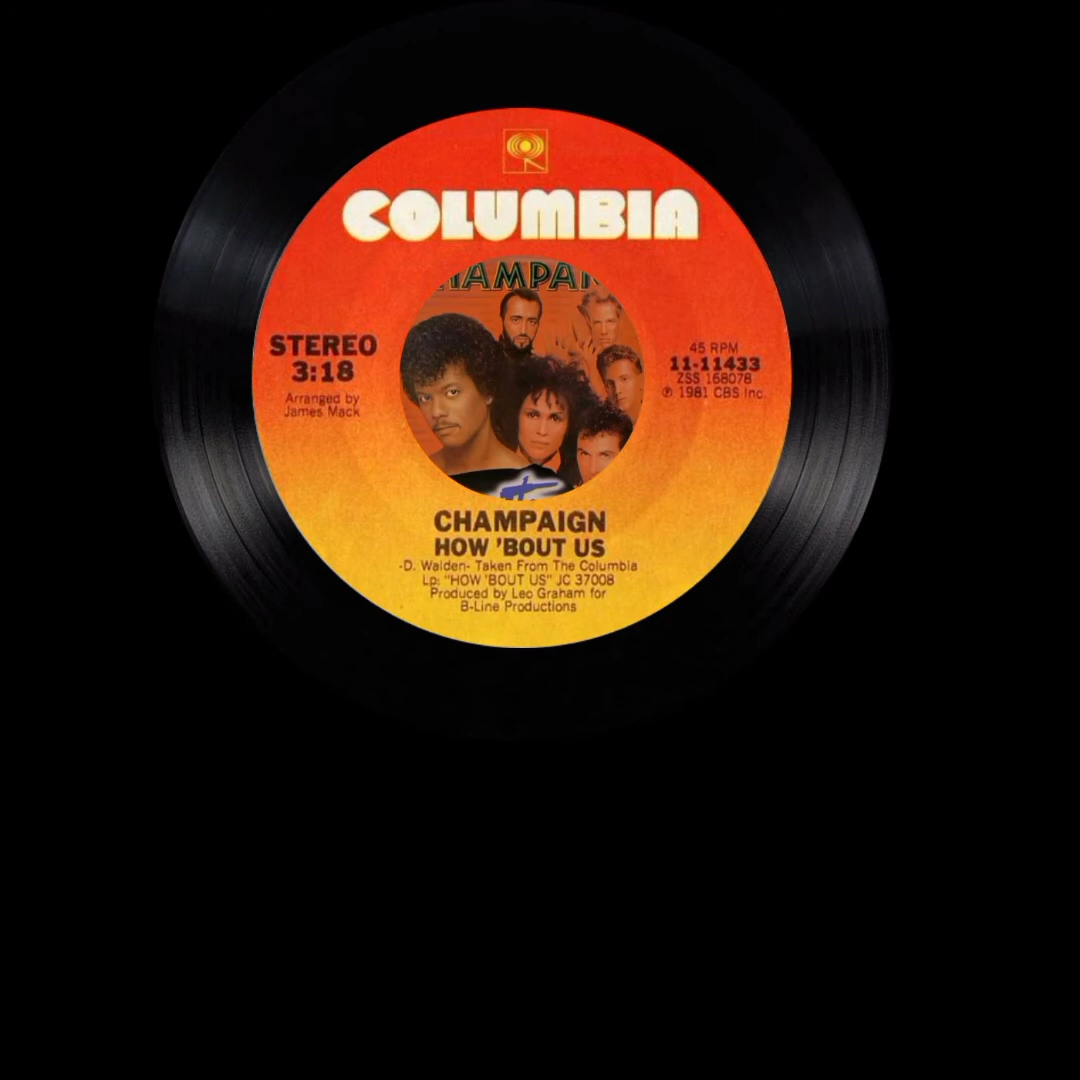 COLUMBIA
HAMPAI
STEREO
3:18
Arranged by
James Mack
45 RPM
11-11433
ZSS 168078
℗ 1981 CBS Inc.
CHAMPAIGN
HOW 'BOUT US
-D. Walden- Taken From The Columbia
Lp: "HOW 'BOUT US" JC 37008
Produced by Leo Graham for
B-Line Productions